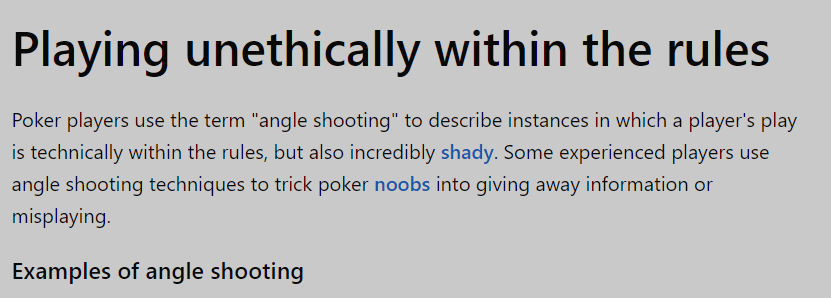 Playing unethically within the rules
Poker players use the term "angle shooting" to describe instances in which a player's play
is technically within the rules, but also incredibly shady. Some experienced players use
angle shooting techniques to trick poker noobs into giving away information or
misplaying.
Examples of angle shooting